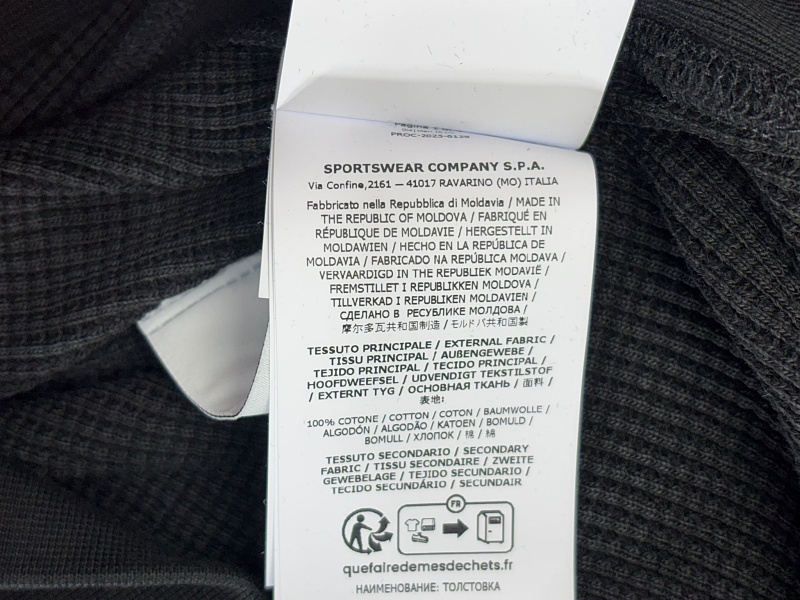 PROC-2023-6129
SPORTSWEAR COMPANY S.P.A.
Via Confine,2161 — 41017 RAVARINO (MO) ITALIA
Fabbricato nella Repubblica di Moldavia / MADE IN
THE REPUBLIC OF MOLDOVA / FABRIQUÉ EN
RÉPUBLIQUE DE MOLDAVIE / HERGESTELLT IN
MOLDAWIEN / HECHO EN LA REPÚBLICA DE
MOLDAVIA / FABRICADO NA REPÚBLICA MOLDAVA /
VERVAARDIGD IN THE REPUBLIEK MODAVIË /
FREMSTILLET I REPUBLIKKEN MOLDOVA /
TILLVERKAD I REPUBLIKEN MOLDAVIEN /
СДЕЛАНО В РЕСПУБЛИКЕ МОЛДОВА /
摩尔多瓦共和国制造 / モルドバ共和国製
TESSUTO PRINCIPALE / EXTERNAL FABRIC /
TISSU PRINCIPAL / AUßENGEWEBE /
TEJIDO PRINCIPAL / TECIDO PRINCIPAL /
HOOFDWEEFSEL / UDVENDIGT TEKSTILSTOF
/ EXTERNT TYG / ОСНОВНАЯ ТКАНЬ / 面料 /
表地:
100% COTONE / COTTON / COTON / BAUMWOLLE /
ALGODÓN / ALGODÃO / KATOEN / BOMULD /
BOMULL / ХЛОПОК / 棉 / 綿
TESSUTO SECONDARIO / SECONDARY
FABRIC / TISSU SECONDAIRE / ZWEITE
GEWEBELAGE / TEJIDO SECUNDARIO /
TECIDO SECUNDÁRIO / SECUNDAIR
FR
quefairedemesdechets.fr
НАИМЕНОВАНИЕ: ТОЛСТОВКА